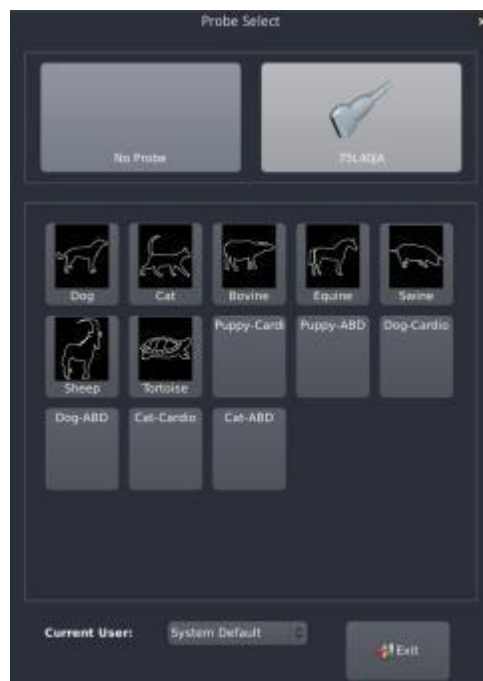 Probe Select
No Probe
75L40JA
Dog
Cat
Bovine
Equine
Swine
Sheep
Tortoise
Puppy-Cardi
Puppy-ABD
Dog-Cardio
Dog-ABD
Cat-Cardio
Cat-ABD
Current User:
System Default
Exit